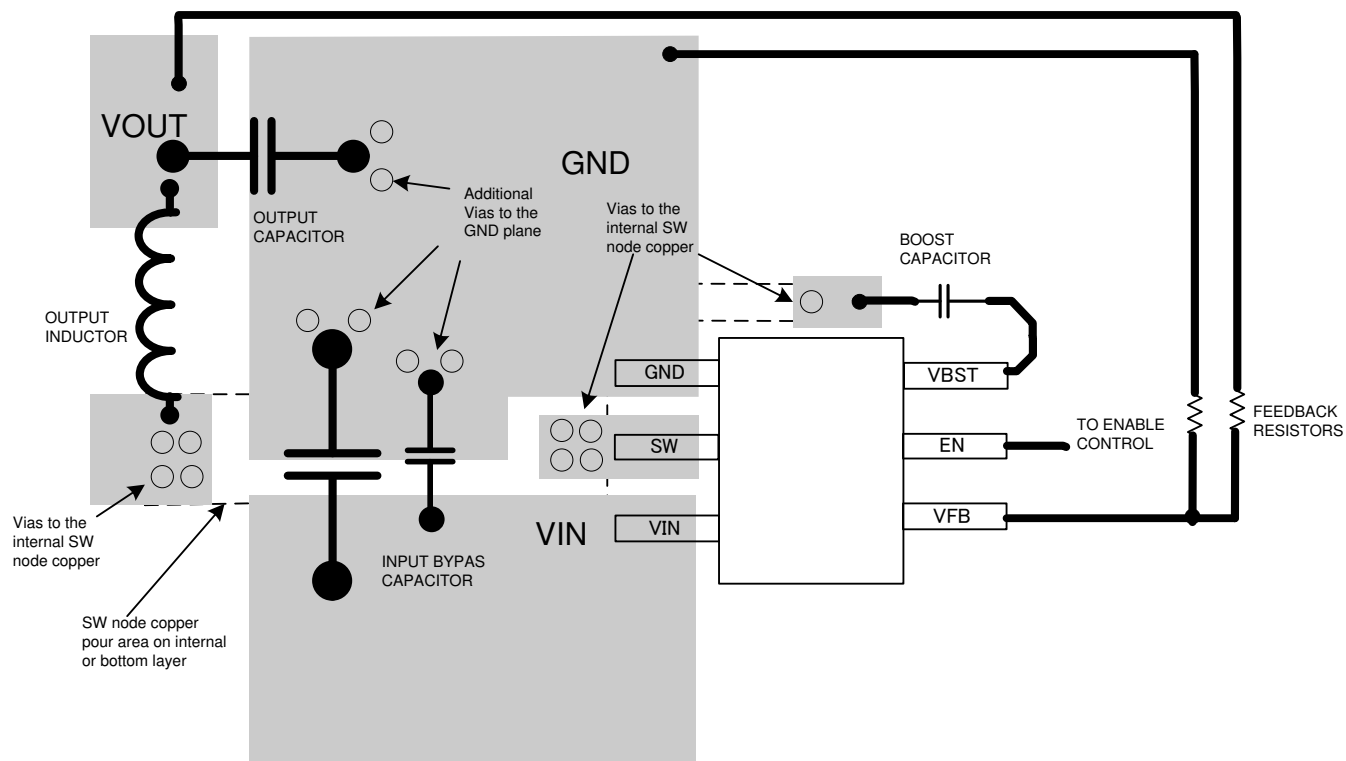 VOUT
GND
OUTPUT
CAPACITOR
Additional
Vias to the
GND plane
Vias to the
internal SW
node copper
BOOST
CAPACITOR
OUTPUT
INDUCTOR
GND
VBST
SW
EN
TO ENABLE
CONTROL
FEEDBACK
RESISTORS
VIN
VIN
VFB
Vias to the
internal SW
node copper
INPUT BYPAS
CAPACITOR
SW node copper
pour area on internal
or bottom layer